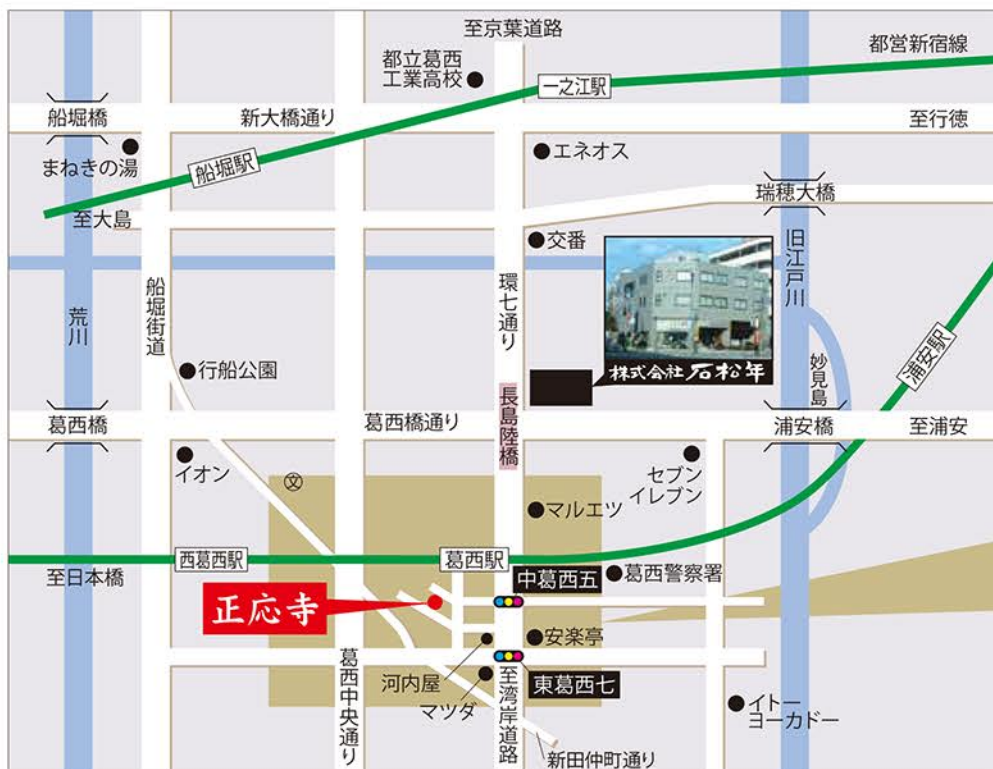 至京葉道路
都営新宿線
都立葛西
工業高校
一之江駅
船堀橋
新大橋通り
至行徳
まねきの湯
船堀駅
エネオス
瑞穂大橋
至大島
交番
旧江戸川
船堀街道
環七通り
荒川
株式会社 石松年
浦安駅
妙見島
行船公園
長島陸橋
葛西橋
葛西橋通り
浦安橋
至浦安
イオン
セブン
イレブン
文
マルエツ
西葛西駅
葛西駅
至日本橋
中葛西五
葛西警察署
正応寺
安楽亭
河内屋
東葛西七
マツダ
葛西中央通り
至湾岸道路
イトー
ヨーカドー
新田仲町通り